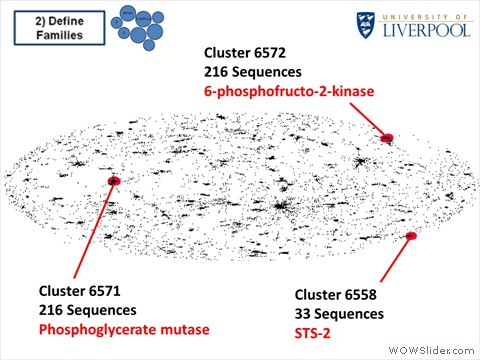 2) Define
Families
UNIVERSITY OF
LIVERPOOL
Cluster 6572
216 Sequences
6-phosphofructo-2-kinase
Cluster 6571
216 Sequences
Phosphoglycerate mutase
Cluster 6558
33 Sequences
STS-2
WOWSlider.com